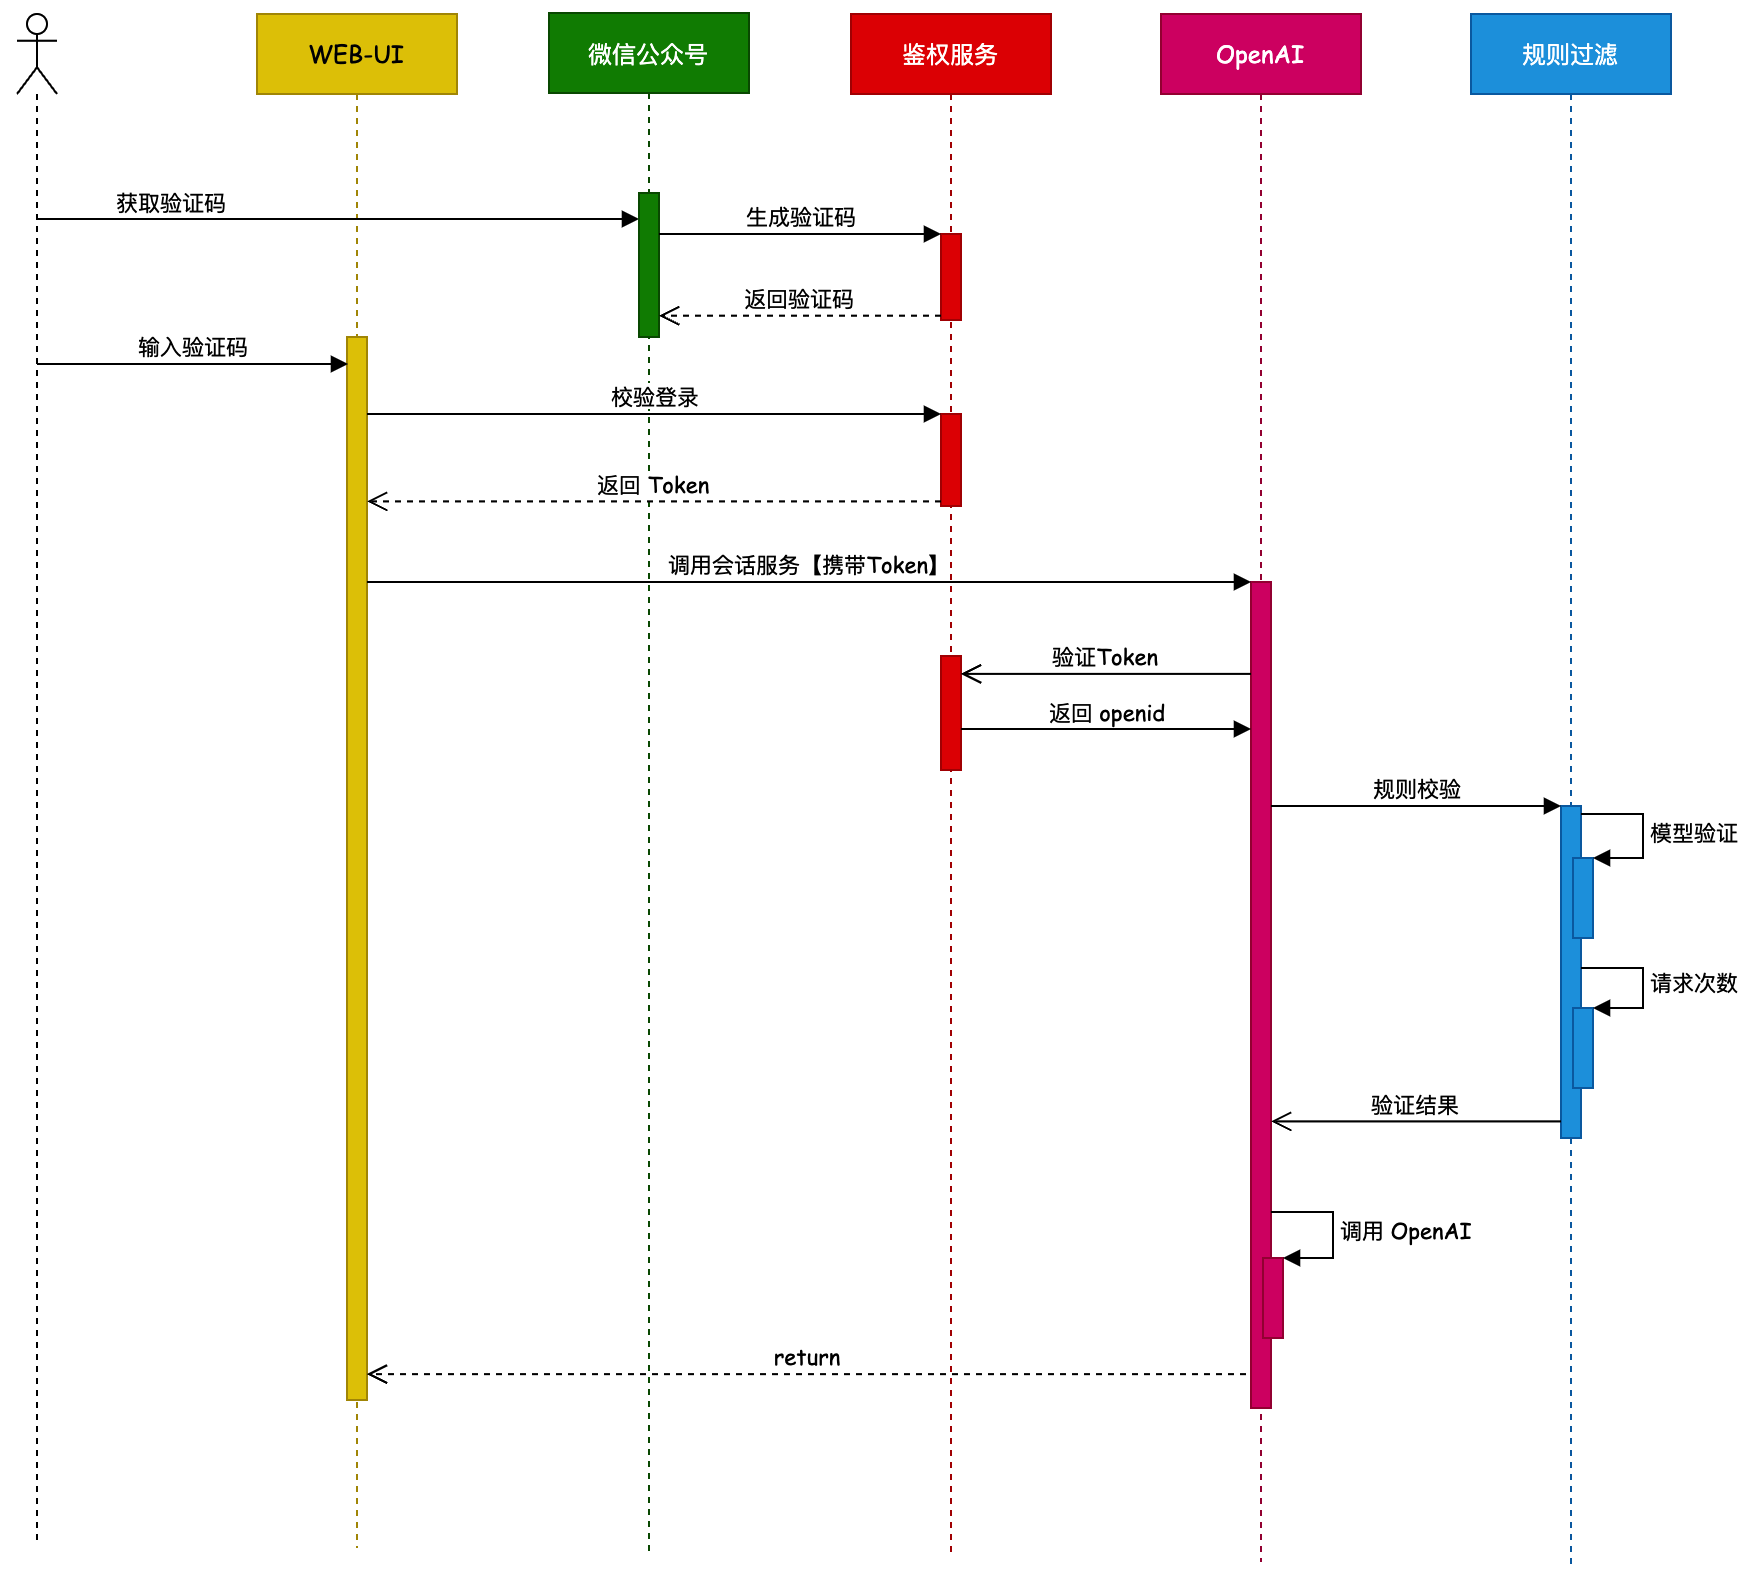 WEB-UI
微信公众号
鉴权服务
OpenAI
规则过滤
获取验证码
生成验证码
返回验证码
输入验证码
校验登录
返回 Token
调用会话服务【携带Token】
验证Token
返回 openid
规则校验
模型验证
请求次数
验证结果
调用 OpenAI
return